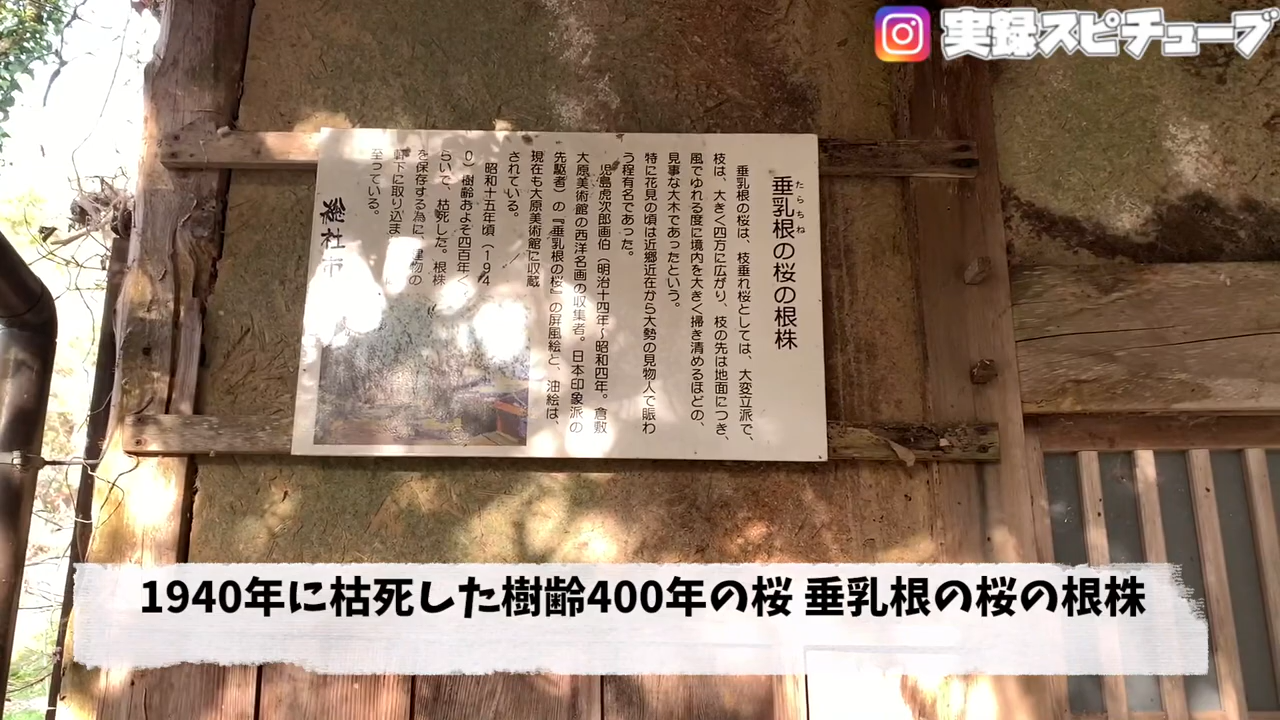 実録スピチューブ
垂乳根の桜の根株
たらちね
垂乳根の桜は、枝垂れ桜としては、大変立派で、
枝は、大きく四方に広がり、枝の先は地面につき、
風でゆれる度に境内を大きく掃き清めるほどの、
見事な大木であったという。
特に花見の頃は近郷近在から大勢の見物人で賑わ
う程有名であった。
児島虎次郎画伯（明治十四年〜昭和四年。倉敷
大原美術館の西洋名画の収集者。日本印象派の
先駆者）の『垂乳根の桜』の屏風絵と、油絵は、
現在も大原美術館に収蔵
されている。
昭和十五年頃（１９４
０）樹齢およそ四百年く
らいで、枯死した。根株
を保存する為に、建物の
軒下に取り込ま
至っている。
総社市
1940年に枯死した樹齢400年の桜 垂乳根の桜の根株